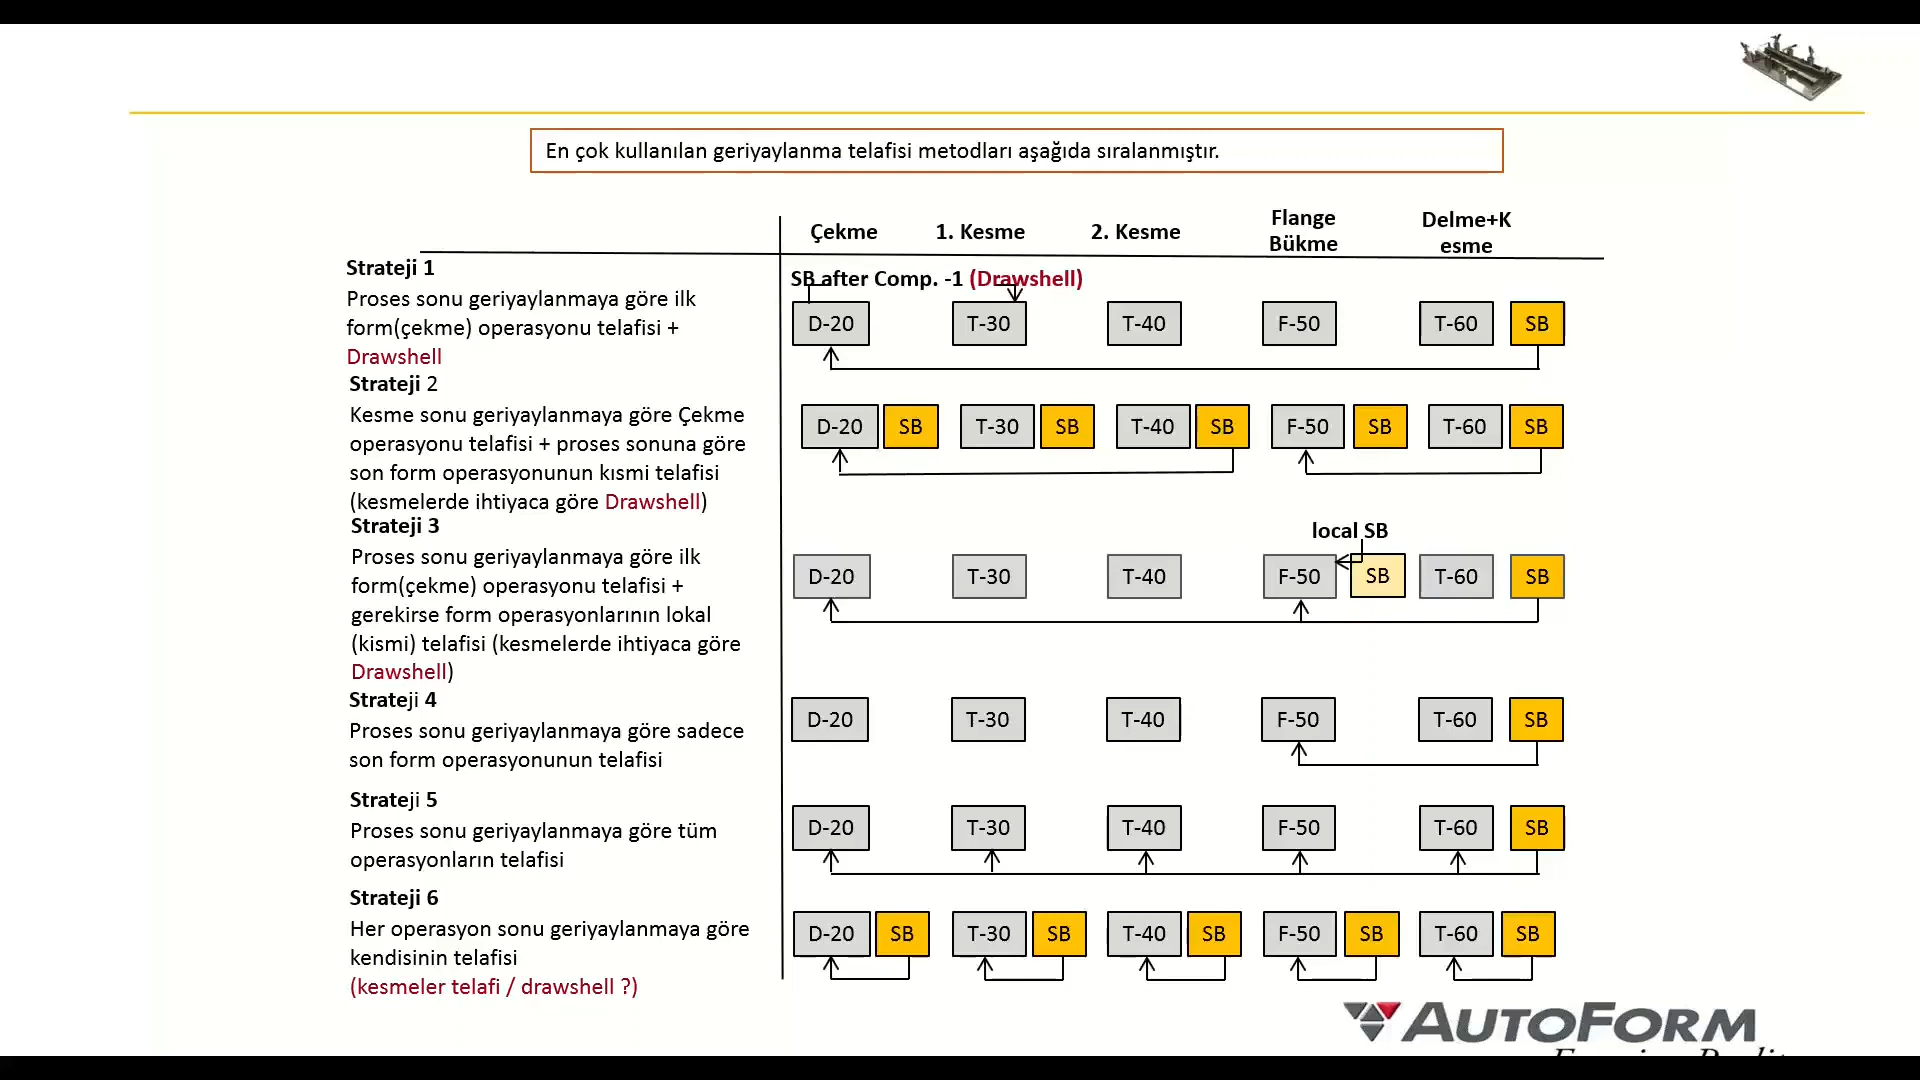 En çok kullanılan geriyaylanma telafisi metodları aşağıda sıralanmıştır.
Çekme 1. Kesme 2. Kesme Flange Bükme Delme+K esme
Strateji 1
SB after Comp. -1 (Drawshell)
Proses sonu geriyaylanmaya göre ilk
form(çekme) operasyonu telafisi +
Drawshell
D-20 T-30 T-40 F-50 T-60 SB
Strateji 2
Kesme sonu geriyaylanmaya göre Çekme
operasyonu telafisi + proses sonuna göre
son form operasyonunun kısmi telafisi
(kesmelerde ihtiyaca göre Drawshell)
D-20 SB T-30 SB T-40 SB F-50 SB T-60 SB
Strateji 3
Proses sonu geriyaylanmaya göre ilk
form(çekme) operasyonu telafisi +
gerekirse form operasyonlarının lokal
(kismi) telafisi (kesmelerde ihtiyaca göre
Drawshell)
local SB
D-20 T-30 T-40 F-50 SB T-60 SB
Strateji 4
Proses sonu geriyaylanmaya göre sadece
son form operasyonunun telafisi
D-20 T-30 T-40 F-50 T-60 SB
Strateji 5
Proses sonu geriyaylanmaya göre tüm
operasyonların telafisi
D-20 T-30 T-40 F-50 T-60 SB
Strateji 6
Her operasyon sonu geriyaylanmaya göre
kendisinin telafisi
(kesmeler telafi / drawshell ?)
D-20 SB T-30 SB T-40 SB F-50 SB T-60 SB
AUTOFORM